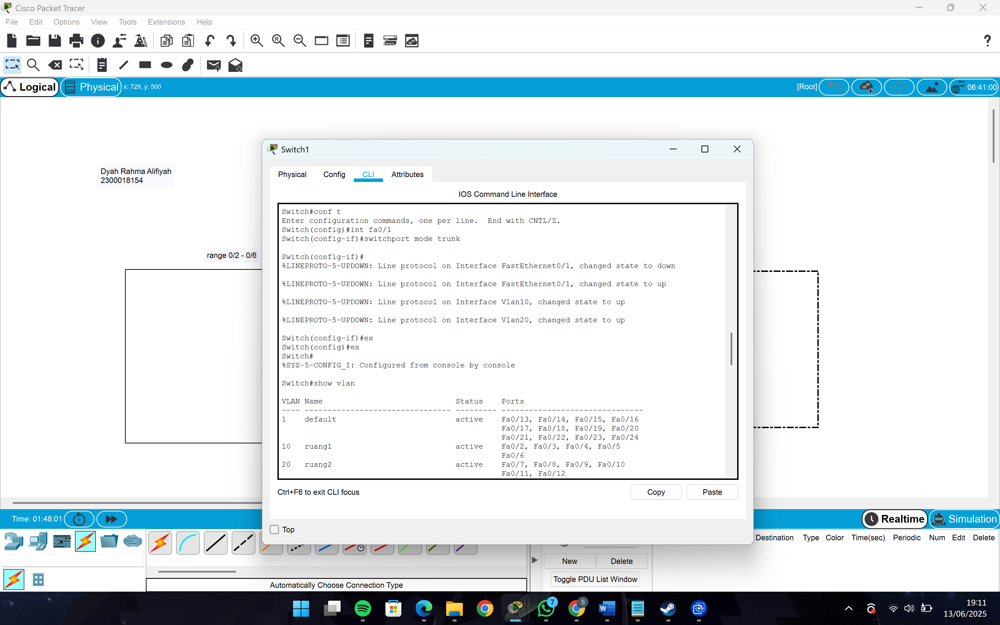 Cisco Packet Tracer
File Edit Options View Tools Extensions Help
Logical Physical x: 729, y: 500 [Root] 06:41:00
Dyah Rahma Alifiyah
2300018154
range 0/2 - 0/6
Switch1
Physical Config CLI Attributes
IOS Command Line Interface
Switch#conf t
Enter configuration commands, one per line.  End with CNTL/Z.
Switch(config)#int fa0/1
Switch(config-if)#switchport mode trunk
Switch(config-if)#
%LINEPROTO-5-UPDOWN: Line protocol on Interface FastEthernet0/1, changed state to down
%LINEPROTO-5-UPDOWN: Line protocol on Interface FastEthernet0/1, changed state to up
%LINEPROTO-5-UPDOWN: Line protocol on Interface Vlan10, changed state to up
%LINEPROTO-5-UPDOWN: Line protocol on Interface Vlan20, changed state to up
Switch(config-if)#ex
Switch(config)#ex
Switch#
%SYS-5-CONFIG_I: Configured from console by console
Switch#show vlan
VLAN Name                             Status    Ports
---- -------------------------------- --------- -------------------------------
1    default                          active    Fa0/13, Fa0/14, Fa0/15, Fa0/16
Fa0/17, Fa0/18, Fa0/19, Fa0/20
Fa0/21, Fa0/22, Fa0/23, Fa0/24
10   ruang1                           active    Fa0/2, Fa0/3, Fa0/4, Fa0/5
Fa0/6
20   ruang2                           active    Fa0/7, Fa0/8, Fa0/9, Fa0/10
Fa0/11, Fa0/12
Ctrl+F6 to exit CLI focus Copy Paste
Top
Time: 01:48:01 Realtime Simulation
Destination Type Color Time(sec) Periodic Num Edit Delete
New Delete
Toggle PDU List Window
Automatically Choose Connection Type
7
S
W
19:11
13/06/2025